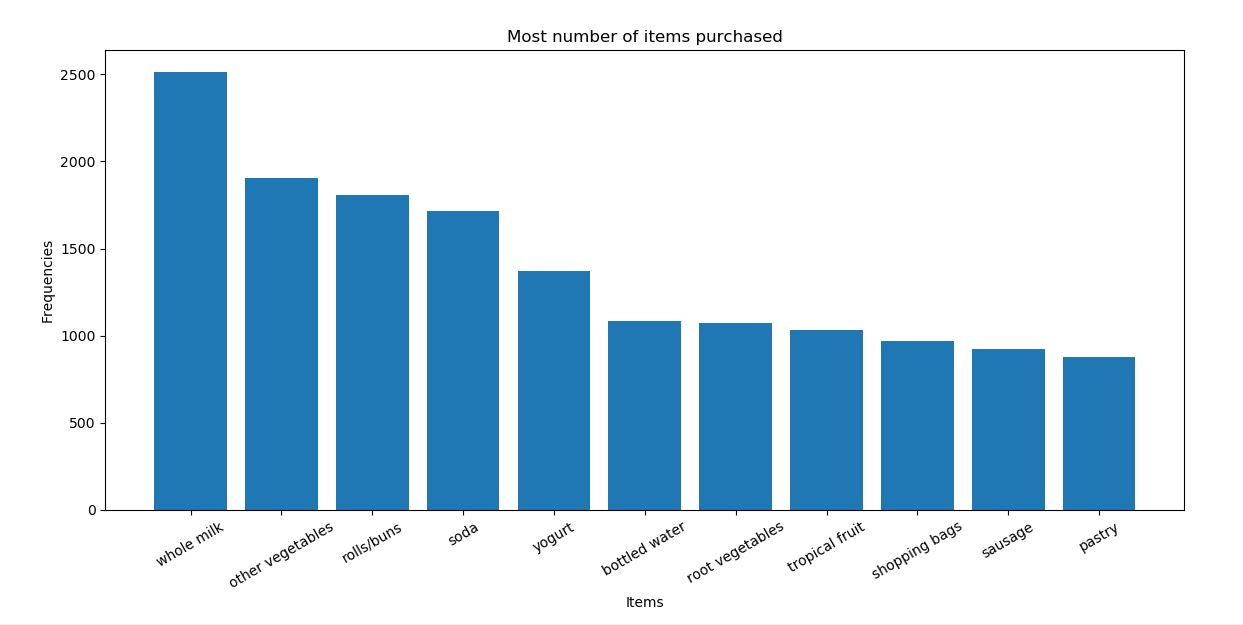 Most number of items purchased
Frequencies
2500
2000
1500
1000
500
0
whole milk
other vegetables
rolls/buns
soda
yogurt
bottled water
root vegetables
tropical fruit
shopping bags
sausage
pastry
Items